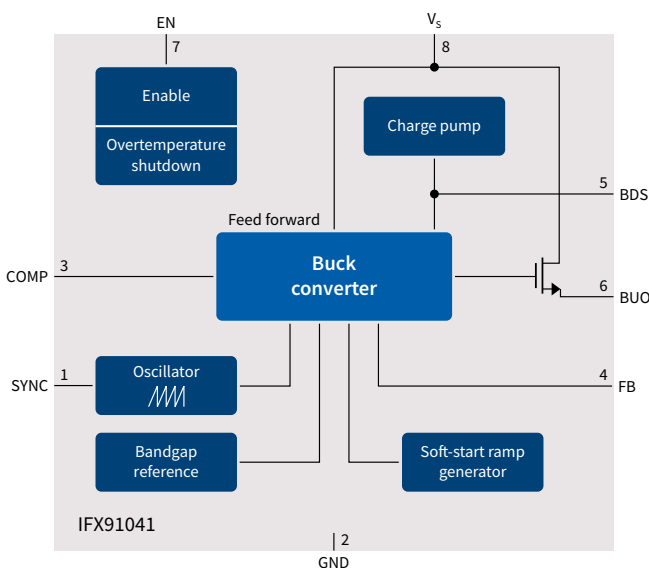 EN
7
V_S
8
Enable
Charge pump
Overtemperature
shutdown
5
BDS
Feed forward
Buck
converter
3
COMP
6
BUO
1
SYNC
Oscillator
4
FB
Bandgap
reference
Soft-start ramp
generator
IFX91041
2
GND